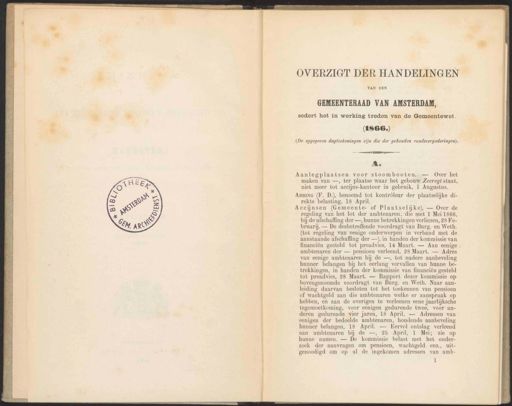 BIBLIOTHEEK
AMSTERDAM
GEM. ARCHIEFDIENST
OVERZIGT DER HANDELINGEN
VAN DEN
GEMEENTERAAD VAN AMSTERDAM,
sedert het in werking treden van de Gemeentewet.
(1866.)
(De opgegeven dagteekeningen zijn die der gehouden raadsvergaderingen).
A.
Aanlegplaatsen voor stoombooten. — Over het
maken van —, ter plaatse waar het gebouw Zeeregt staat,
niet meer tot accijns-kantoor in gebruik, 1 Augustus.
(F. D.), benoemd tot kontrôleur der plaatselijke di-
rekte belasting, 18 April.
Accijnsen (Gemeente- of Plaatselijke). — Over de
regeling van het lot der ambtenaren, die met 1 Mei 1866,
bij de afschaffing der —, hunne betrekkingen verliezen, 28 Fe-
bruarij. — De desbetreffende voordragt van Burg. en Weth.
(tot regeling van eenige onderwerpen in verband met de
aanstaande afschaffing der —), in handen der kommissie van
financiën gesteld tot praeadvies, 14 Maart. — Aan eenige
ambtenaren der — pensioen verleend, 28 Maart. — Adres
van eenige ambtenaren bij de —, tot nadere aanbeveling
hunner belangen bij het eerlang vervallen van hunne be-
trekkingen, in handen der kommissie van financiën gesteld
tot praeadvies, 28 Maart. — Rapport dezer kommissie op
bovengenoemde voordragt van Burg. en Weth. Naar aan-
leiding daarvan besloten tot het toekennen van pensioen
of wachtgeld aan die ambtenaren welke er aanspraak op
hebben, en aan de overigen te verleenen eene jaarlijksche
tegemoetkoming, voor eenigen gedurende twee, voor an-
deren gedurende vier jaren, 18 April. — Adressen van
eenigen der bedoelde ambtenaren, houdende aanbeveling
hunner belangen, 18 April. — Eervol ontslag verleend
aan ambtenaren bij de —, 25 April, 1 Mei; zie op
hunne namen. — De kommissie belast met het onder-
zoek der aanvragen om pensioen, wachtgeld enz., uit-
genoodigd om op al de ingekomen adressen van amb-
1